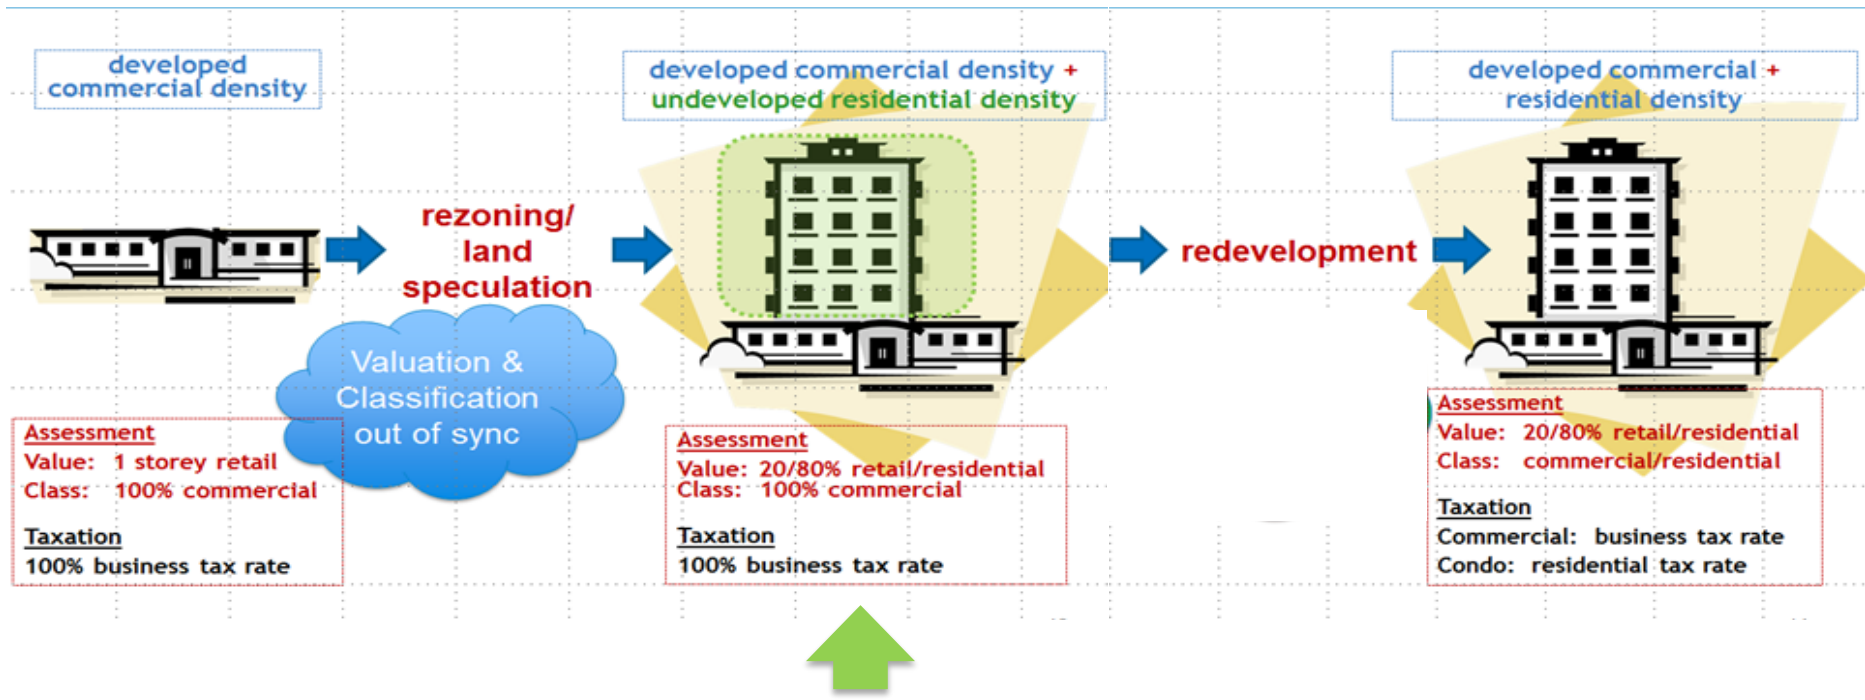 developed
commercial density
rezoning/
land
speculation
Valuation &
Classification
out of sync
Assessment
Value: 1 storey retail
Class: 100% commercial
Taxation
100% business tax rate
developed commercial density +
undeveloped residential density
Assessment
Value: 20/80% retail/residential
Class: 100% commercial
Taxation
100% business tax rate
redevelopment
developed commercial +
residential density
Assessment
Value: 20/80% retail/residential
Class: commercial/residential
Taxation
Commercial: business tax rate
Condo: residential tax rate